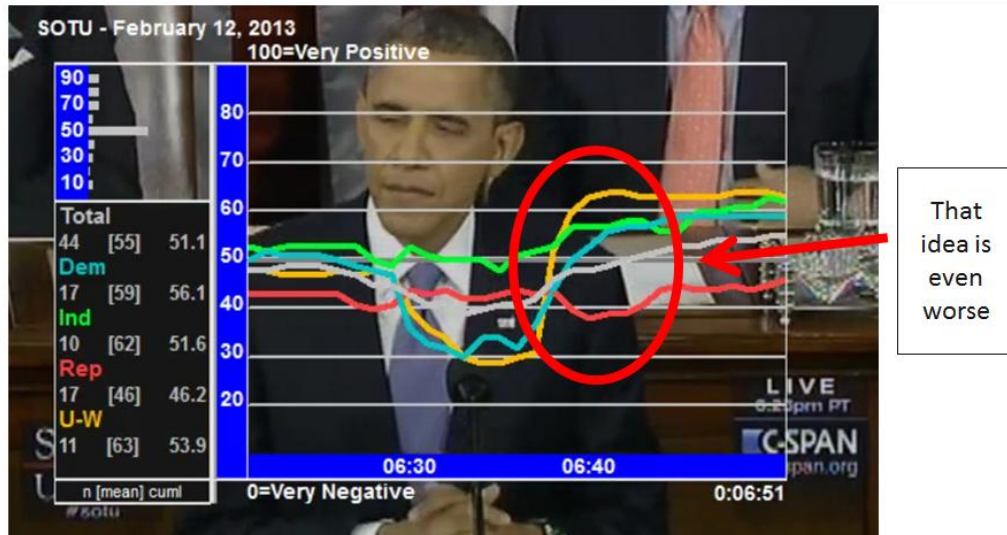 SOTU - February 12, 2013
100=Very Positive
90
70
50
30
10
Total
44 [55] 51.1
Dem
17 [59] 56.1
Ind
10 [62] 51.6
Rep
17 [46] 46.2
U-W
11 [63] 53.9
n [mean] cuml
80
70
60
50
40
30
20
06:30 06:40
0=Very Negative 0:06:51
LIVE
pm PT
C-SPAN
span.org
#sotu
That
idea is
even
worse